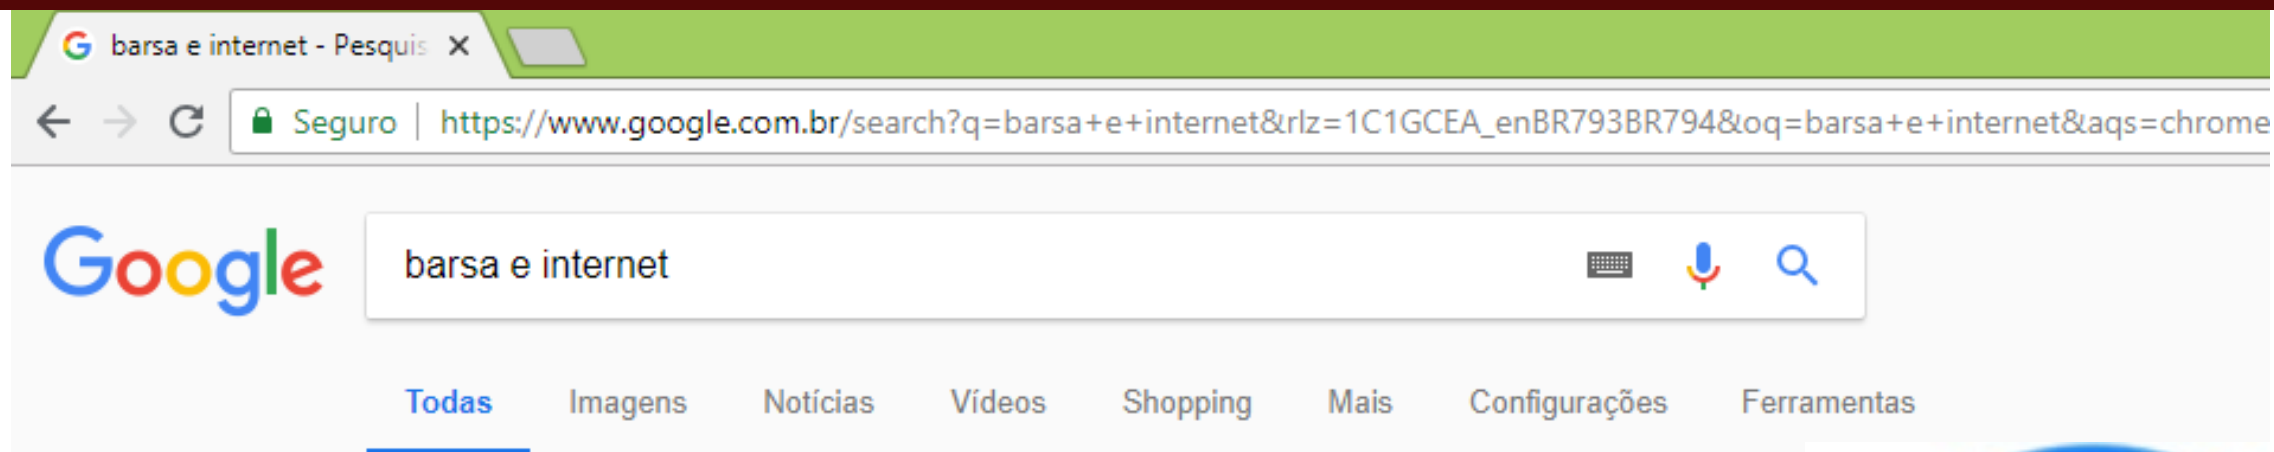 barsa e internet - Pesquis
Seguro | https://www.google.com.br/search?q=barsa+e+internet&rlz=1C1GCEA_enBR793BR794&oq=barsa+e+internet&aqs=chrome
Google barsa e internet
Todas Imagens Notícias Vídeos Shopping Mais Configurações Ferramentas